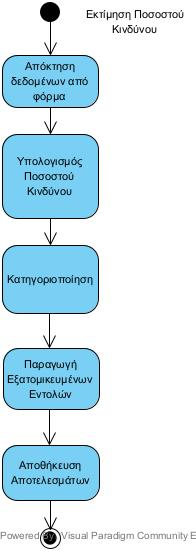 Εκτίμηση Ποσοστού
Κινδύνου
Απόκτηση
δεδομένων από
φόρμα
Υπολογισμός
Ποσοστού
Κινδύνου
Κατηγοριοποίηση
Παραγωγή
Εξατομικευμένων
Εντολών
Αποθήκευση
Αποτελεσμάτων
Powered By Visual Paradigm Community E